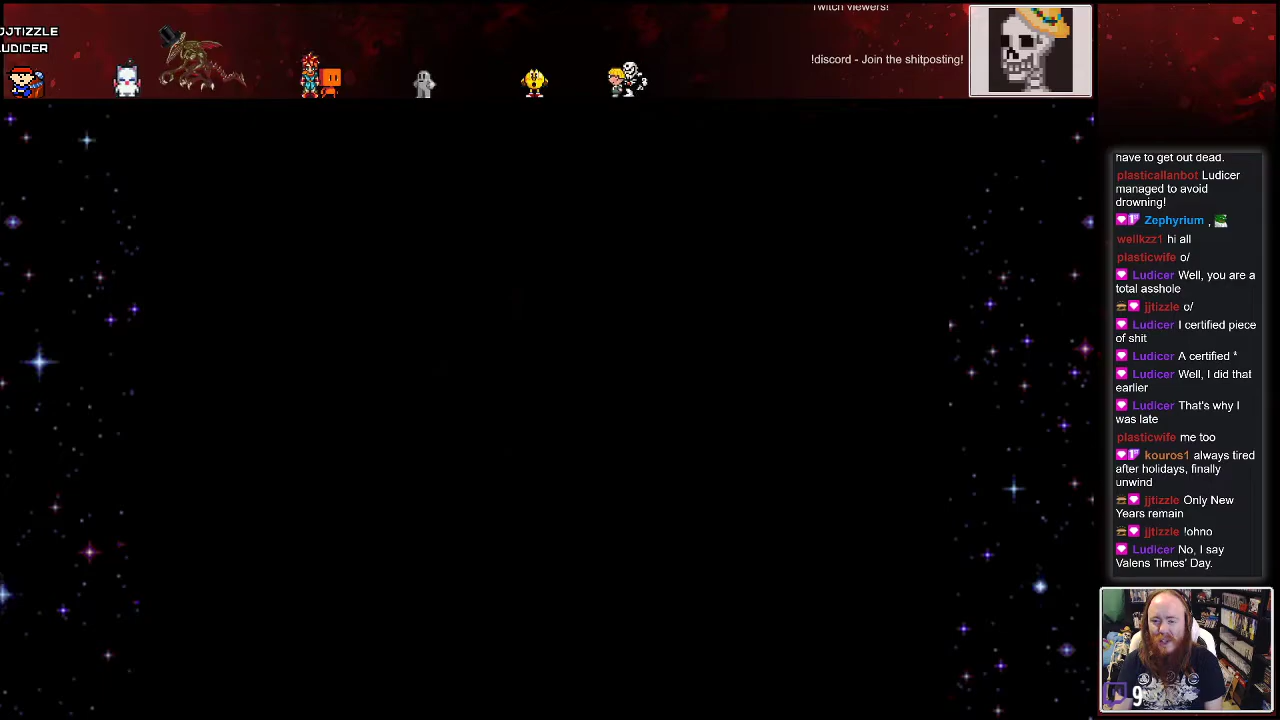 JJTIZZLE
LUDICER
Twitch viewers!
!discord - Join the shitposting!
have to get out dead.
plasticallanbot Ludicer
managed to avoid
drowning!
Zephyrium ,
wellkzz1 hi all
plasticwife o/
Ludicer Well, you are a
total asshole
jjtizzle o/
Ludicer I certified piece
of shit
Ludicer A certified *
Ludicer Well, I did that
earlier
Ludicer That's why I
was late
plasticwife me too
kouros1 always tired
after holidays, finally
unwind
jjtizzle Only New
Years remain
jjtizzle !ohno
Ludicer No, I say
Valens Times' Day.
9